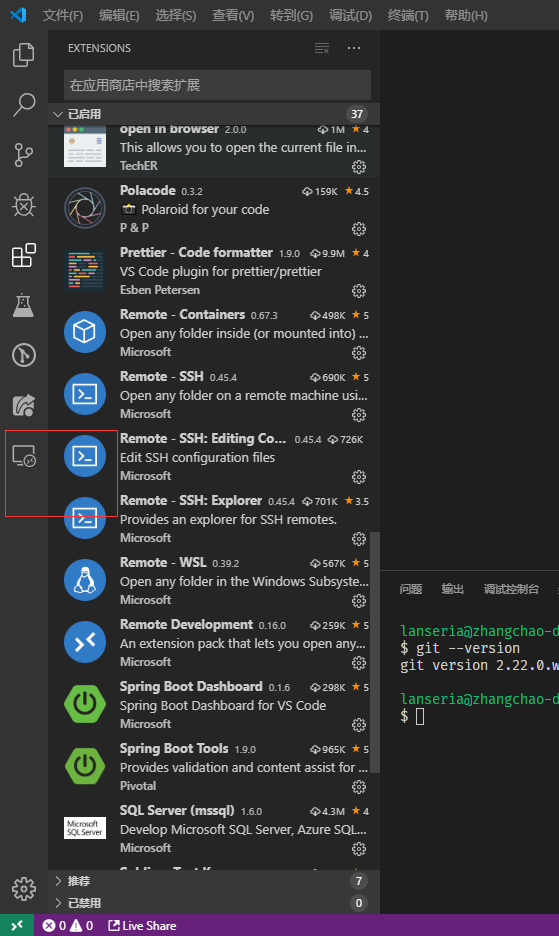 文件(F) 编辑(E) 选择(S) 查看(V) 转到(G) 调试(D) 终端(T) 帮助(H)
EXTENSIONS
在应用商店中搜索扩展
已启用 37
open in browser 2.0.0 1M 4
This allows you to open the current file in...
TechER
Polacode 0.3.2 159K 4.5
Polaroid for your code
P & P
Prettier - Code formatter 1.9.0 9.9M 4
VS Code plugin for prettier/prettier
Esben Petersen
Remote - Containers 0.67.3 498K 5
Open any folder inside (or mounted into) ...
Microsoft
Remote - SSH 0.45.4 690K 5
Open any folder on a remote machine usi...
Microsoft
Remote - SSH: Editing Co... 0.45.4 726K
Edit SSH configuration files
Microsoft
Remote - SSH: Explorer 0.45.4 701K 3.5
Provides an explorer for SSH remotes.
Microsoft
Remote - WSL 0.39.2 567K 5
Open any folder in the Windows Subsyste...
Microsoft
Remote Development 0.16.0 259K 5
An extension pack that lets you open any...
Microsoft
Spring Boot Dashboard 0.1.6 298K 5
Spring Boot Dashboard for VS Code
Microsoft
Spring Boot Tools 1.9.0 965K 5
Provides validation and content assist for ...
Pivotal
Microsoft
SQL Server
SQL Server (mssql) 1.6.0 4.3M 4
Develop Microsoft SQL Server, Azure SQL...
Microsoft
推荐 7
已禁用 0
问题 输出 调试控制台 终端
lanseria@zhangchao-d
$ git --version
git version 2.22.0.w
lanseria@zhangchao-d
$
0 0 Live Share